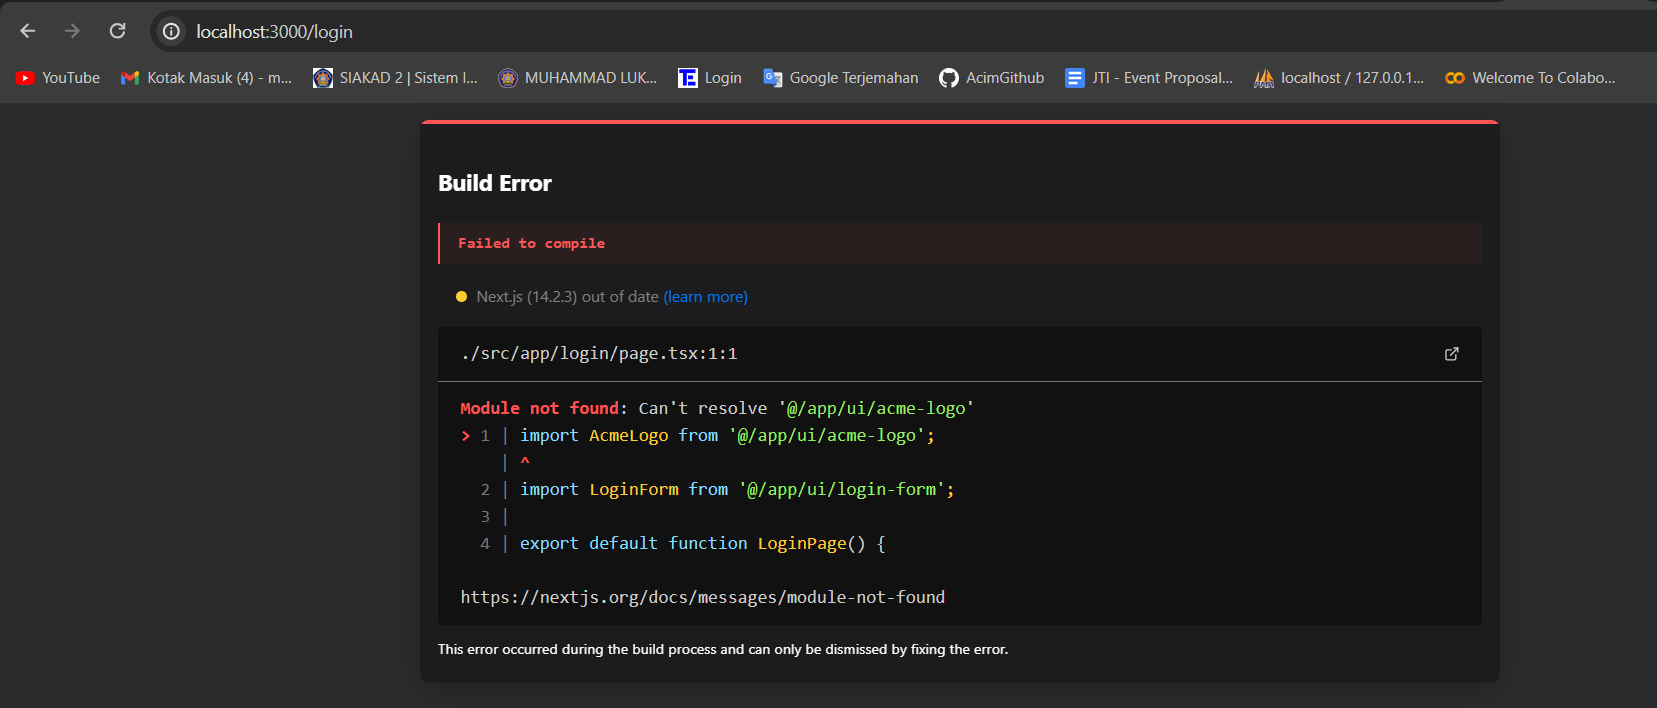 localhost:3000/login
YouTube
Kotak Masuk (4) - m...
SIAKAD 2 | Sistem I...
MUHAMMAD LUK...
Login
Google Terjemahan
AcimGithub
JTI - Event Proposal...
localhost / 127.0.0.1...
Welcome To Colabo...
Build Error
Failed to compile
Next.js (14.2.3) out of date (learn more)
./src/app/login/page.tsx:1:1
Module not found: Can't resolve '@/app/ui/acme-logo'
> 1 | import AcmeLogo from '@/app/ui/acme-logo';
| ^
2 | import LoginForm from '@/app/ui/login-form';
3 |
4 | export default function LoginPage() {
https://nextjs.org/docs/messages/module-not-found
This error occurred during the build process and can only be dismissed by fixing the error.